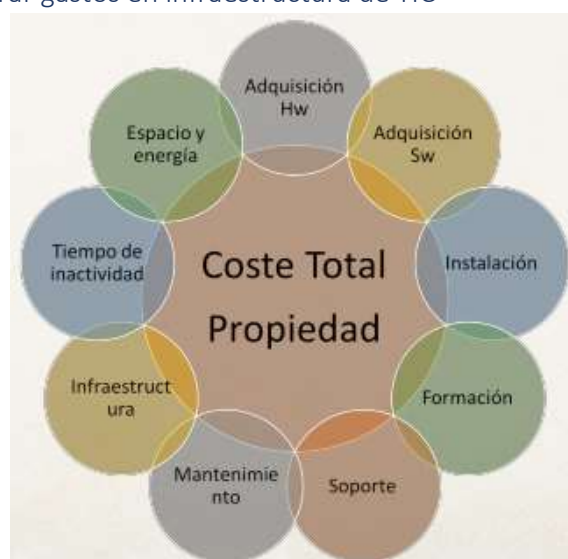 gastos en infraestructura de TIC
Adquisición
Hw
Adquisición
Sw
Instalación
Formación
Soporte
Mantenimie
nto
Infraestruct
ura
Tiempo de
inactividad
Espacio y
energía
Coste Total
Propiedad